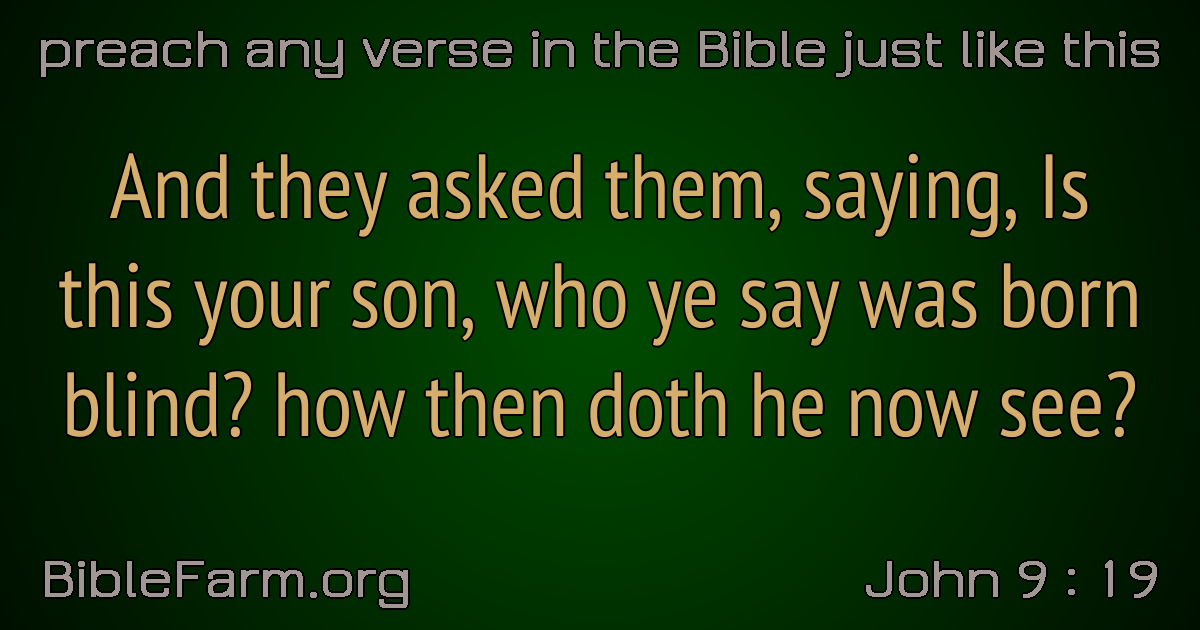 preach any verse in the Bible just like this
And they asked them, saying, Is
this your son, who ye say was born
blind? how then doth he now see?
BibleFarm.org
John 9 : 19